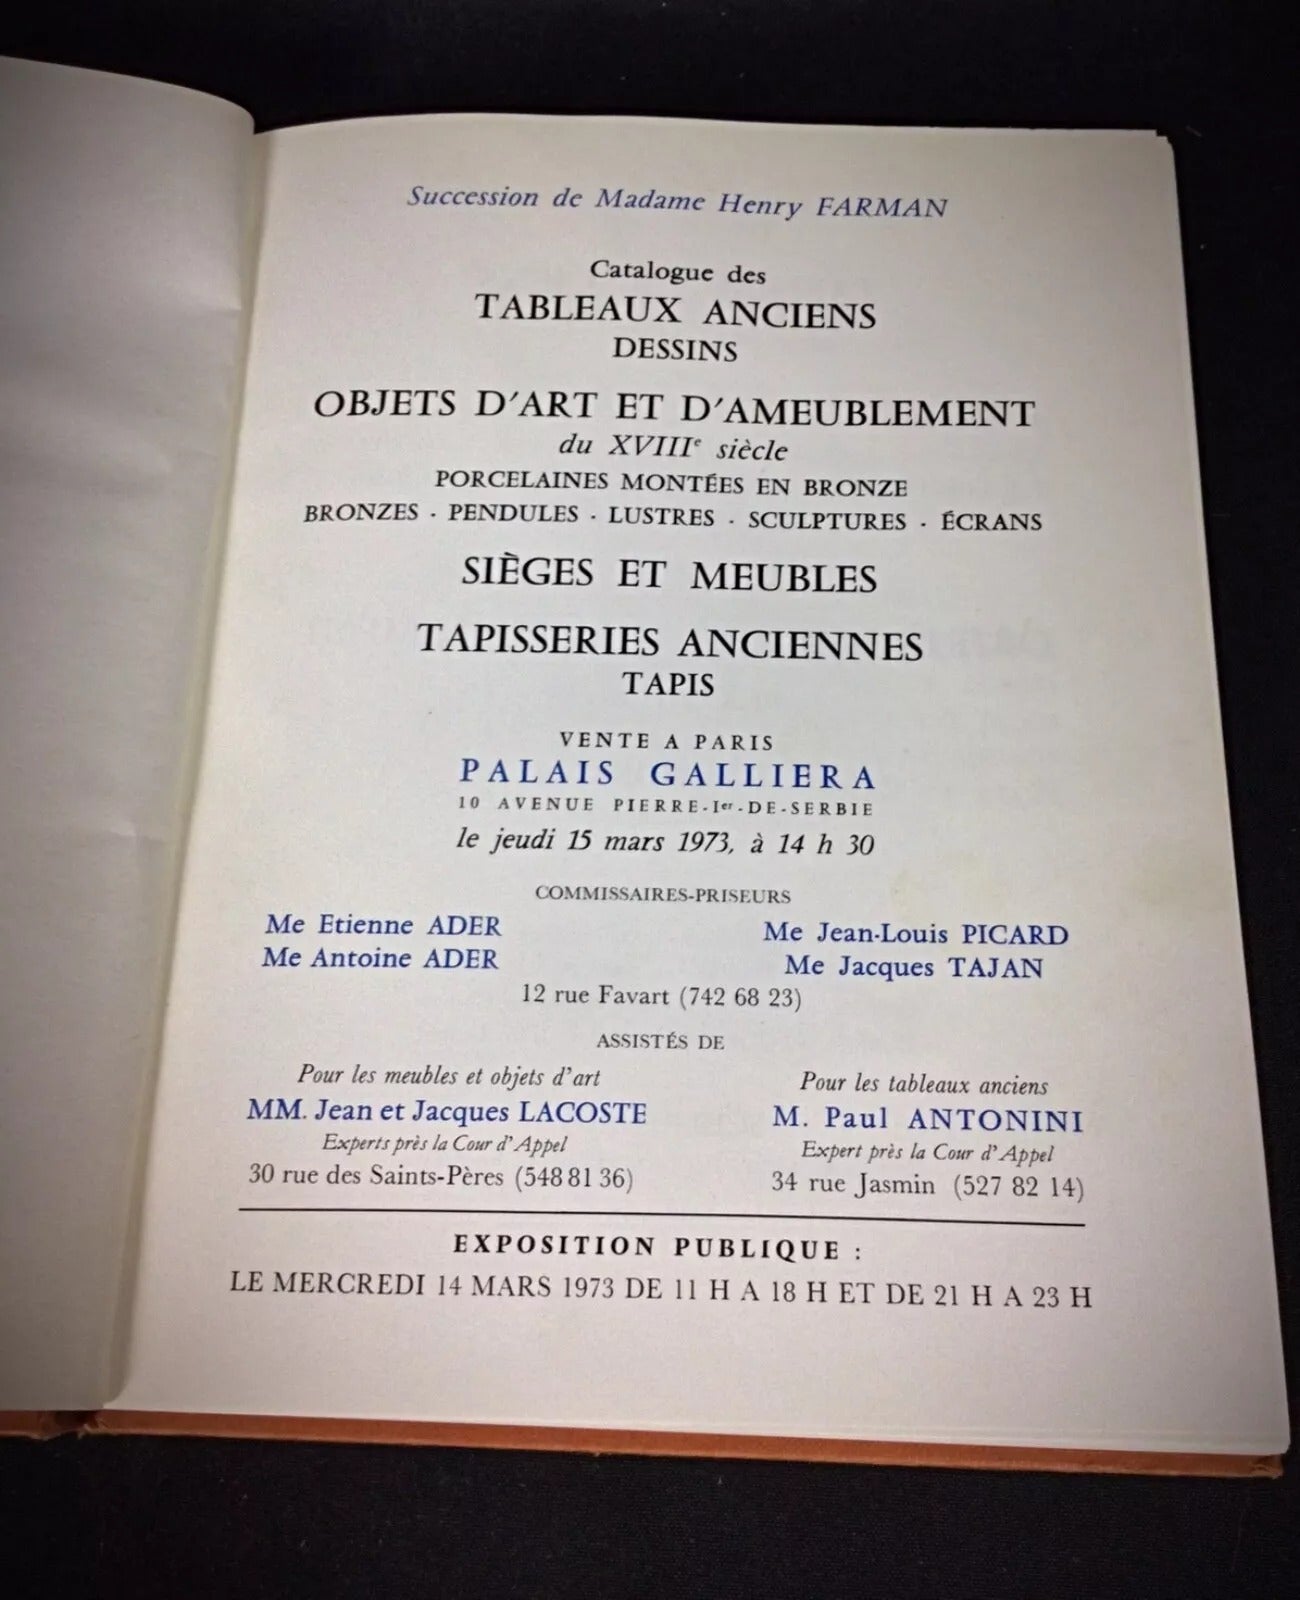 Succession de Madame Henry FARMAN
Catalogue des
TABLEAUX ANCIENS
DESSINS
OBJETS D'ART ET D'AMEUBLEMENT
du XVIIIe siècle
PORCELAINES MONTÉES EN BRONZE
BRONZES · PENDULES · LUSTRES · SCULPTURES · ÉCRANS
SIÈGES ET MEUBLES
TAPISSERIES ANCIENNES
TAPIS
VENTE A PARIS
PALAIS GALLIERA
10 AVENUE PIERRE-Ier-DE-SERBIE
le jeudi 15 mars 1973, à 14 h 30
COMMISSAIRES-PRISEURS
Me Etienne ADER
Me Antoine ADER
Me Jean-Louis PICARD
Me Jacques TAJAN
12 rue Favart (742 68 23)
ASSISTÉS DE
Pour les meubles et objets d'art
MM. Jean et Jacques LACOSTE
Experts près la Cour d'Appel
30 rue des Saints-Pères (548 81 36)
Pour les tableaux anciens
M. Paul ANTONINI
Expert près la Cour d'Appel
34 rue Jasmin (527 82 14)
EXPOSITION PUBLIQUE :
LE MERCREDI 14 MARS 1973 DE 11 H A 18 H ET DE 21 H A 23 H